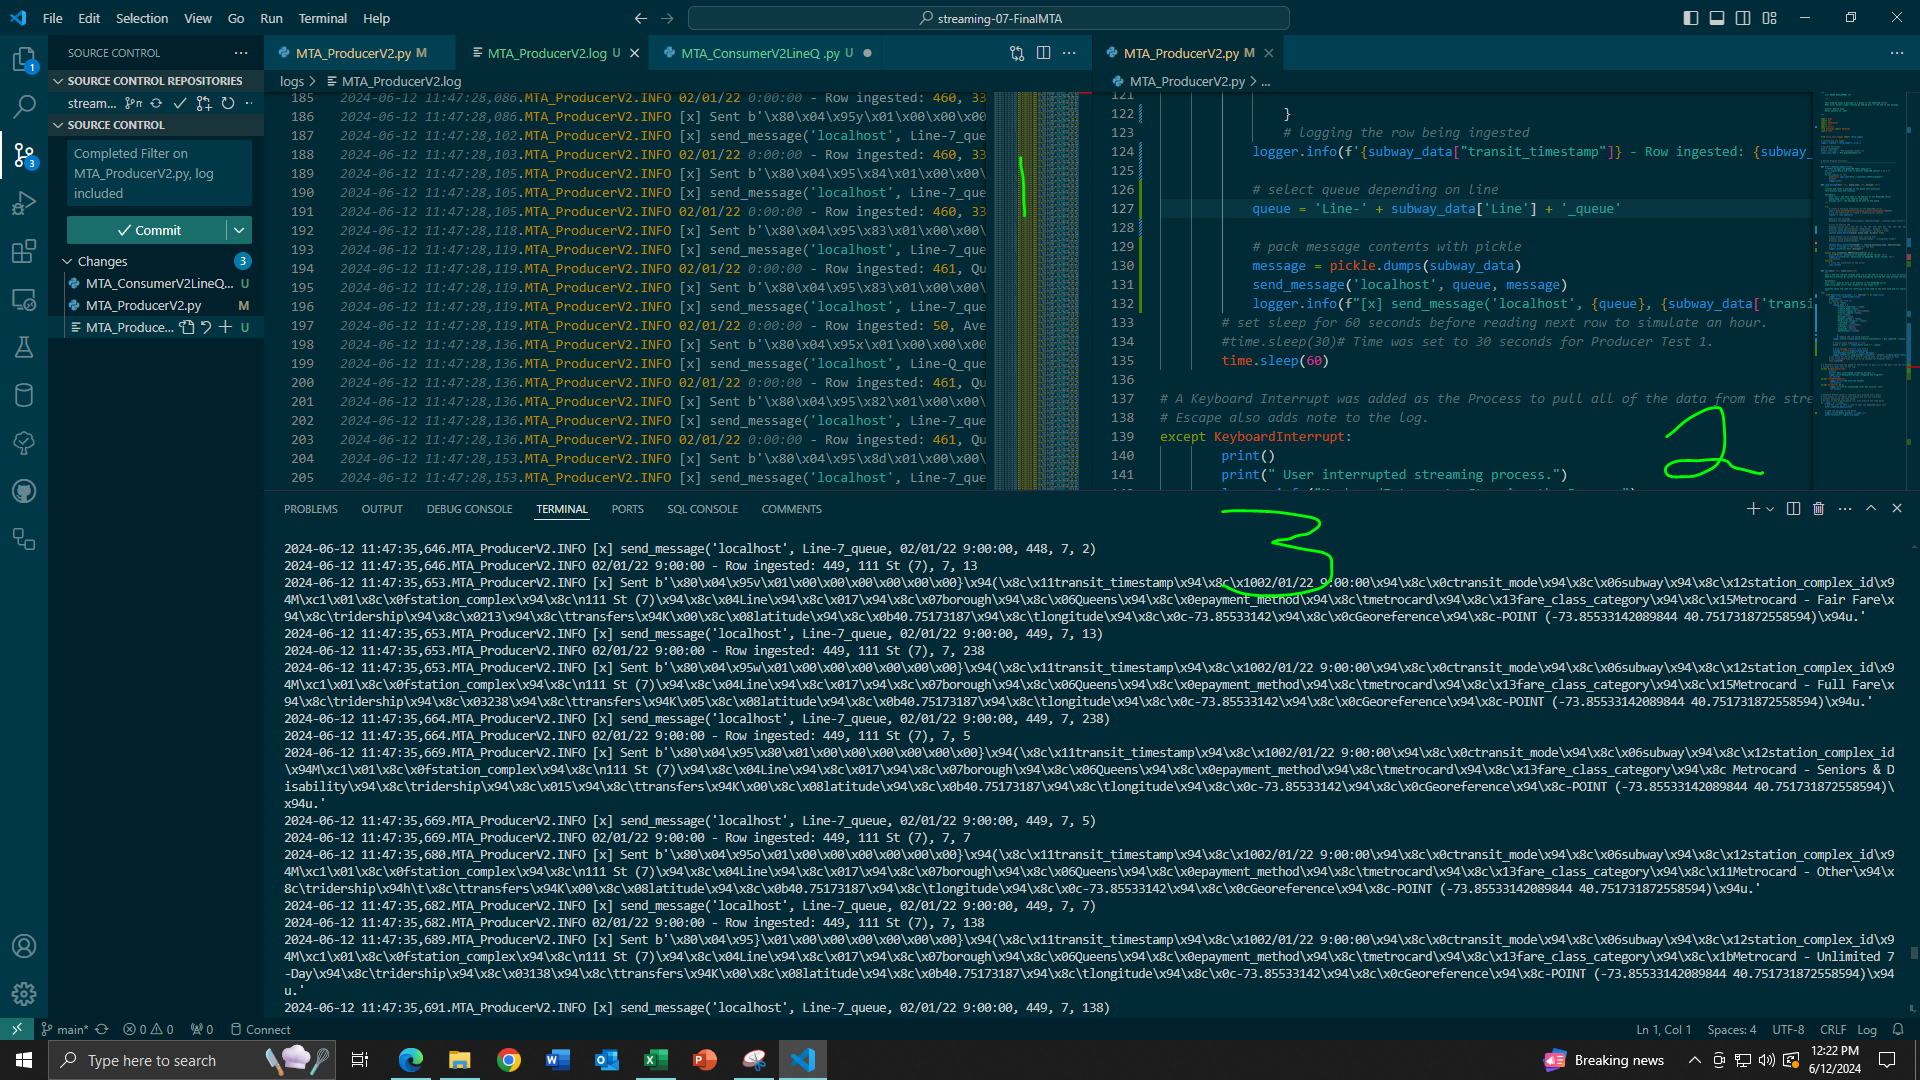 File Edit Selection View Go Run Terminal Help
streaming-07-FinalMTA
SOURCE CONTROL
MTA_ProducerV2.py M
MTA_ProducerV2.log U
MTA_ConsumerV2LineQ .py U
MTA_ProducerV2.py M
SOURCE CONTROL REPOSITORIES
stream...
SOURCE CONTROL
Completed Filter on
MTA_ProducerV2.py, log
included
Commit
Changes 3
MTA_ConsumerV2LineQ... U
MTA_ProducerV2.py M
MTA_Produce... U
logs > MTA_ProducerV2.log
185 2024-06-12 11:47:28,086.MTA_ProducerV2.INFO 02/01/22 0:00:00 - Row ingested: 460, 33
186 2024-06-12 11:47:28,086.MTA_ProducerV2.INFO [x] Sent b'\x80\x04\x95y\x01\x00\x00\x00
187 2024-06-12 11:47:28,102.MTA_ProducerV2.INFO [x] send_message('localhost', Line-7_que
188 2024-06-12 11:47:28,103.MTA_ProducerV2.INFO 02/01/22 0:00:00 - Row ingested: 460, 33
189 2024-06-12 11:47:28,105.MTA_ProducerV2.INFO [x] Sent b'\x80\x04\x95\x84\x01\x00\x00\
190 2024-06-12 11:47:28,105.MTA_ProducerV2.INFO [x] send_message('localhost', Line-7_que
191 2024-06-12 11:47:28,105.MTA_ProducerV2.INFO 02/01/22 0:00:00 - Row ingested: 460, 33
192 2024-06-12 11:47:28,118.MTA_ProducerV2.INFO [x] Sent b'\x80\x04\x95\x83\x01\x00\x00\
193 2024-06-12 11:47:28,119.MTA_ProducerV2.INFO [x] send_message('localhost', Line-7_que
194 2024-06-12 11:47:28,119.MTA_ProducerV2.INFO 02/01/22 0:00:00 - Row ingested: 461, Qu
195 2024-06-12 11:47:28,119.MTA_ProducerV2.INFO [x] Sent b'\x80\x04\x95\x83\x01\x00\x00\
196 2024-06-12 11:47:28,119.MTA_ProducerV2.INFO [x] send_message('localhost', Line-7_que
197 2024-06-12 11:47:28,119.MTA_ProducerV2.INFO 02/01/22 0:00:00 - Row ingested: 50, Ave
198 2024-06-12 11:47:28,136.MTA_ProducerV2.INFO [x] Sent b'\x80\x04\x95x\x01\x00\x00\x00
199 2024-06-12 11:47:28,136.MTA_ProducerV2.INFO [x] send_message('localhost', Line-Q_que
200 2024-06-12 11:47:28,136.MTA_ProducerV2.INFO 02/01/22 0:00:00 - Row ingested: 461, Qu
201 2024-06-12 11:47:28,136.MTA_ProducerV2.INFO [x] Sent b'\x80\x04\x95\x82\x01\x00\x00\
202 2024-06-12 11:47:28,136.MTA_ProducerV2.INFO [x] send_message('localhost', Line-7_que
203 2024-06-12 11:47:28,136.MTA_ProducerV2.INFO 02/01/22 0:00:00 - Row ingested: 461, Qu
204 2024-06-12 11:47:28,153.MTA_ProducerV2.INFO [x] Sent b'\x80\x04\x95\x8d\x01\x00\x00\
205 2024-06-12 11:47:28,153.MTA_ProducerV2.INFO [x] send_message('localhost', Line-7_que
1
MTA_ProducerV2.py > ...
121
122 }
123 # logging the row being ingested
124 logger.info(f'{subway_data["transit_timestamp"]} - Row ingested: {subway_
125
126 # select queue depending on line
127 queue = 'Line-' + subway_data['Line'] + '_queue'
128
129 # pack message contents with pickle
130 message = pickle.dumps(subway_data)
131 send_message('localhost', queue, message)
132 logger.info(f"[x] send_message('localhost', {queue}, {subway_data['transi
133 # set sleep for 60 seconds before reading next row to simulate an hour.
134 #time.sleep(30)# Time was set to 30 seconds for Producer Test 1.
135 time.sleep(60)
136
137 # A Keyboard Interrupt was added as the Process to pull all of the data from the stre
138 # Escape also adds note to the log.
139 except KeyboardInterrupt:
140 print()
141 print(" User interrupted streaming process.")
2
PROBLEMS OUTPUT DEBUG CONSOLE TERMINAL PORTS SQL CONSOLE COMMENTS
3
2024-06-12 11:47:35,646.MTA_ProducerV2.INFO [x] send_message('localhost', Line-7_queue, 02/01/22 9:00:00, 448, 7, 2)
2024-06-12 11:47:35,646.MTA_ProducerV2.INFO 02/01/22 9:00:00 - Row ingested: 449, 111 St (7), 7, 13
2024-06-12 11:47:35,653.MTA_ProducerV2.INFO [x] Sent b'\x80\x04\x95v\x01\x00\x00\x00\x00\x00\x00}\x94(\x8c\x11transit_timestamp\x94\x8c\x1002/01/22 9:00:00\x94\x8c\x0ctransit_mode\x94\x8c\x06subway\x94\x8c\x12station_complex_id\x9
4M\xc1\x01\x8c\x0fstation_complex\x94\x8c\n111 St (7)\x94\x8c\x04Line\x94\x8c\x017\x94\x8c\x07borough\x94\x8c\x06Queens\x94\x8c\x0epayment_method\x94\x8c\tmetrocard\x94\x8c\x13fare_class_category\x94\x8c\x15Metrocard - Fair Fare\x
94\x8c\tridership\x94\x8c\x0213\x94\x8c\ttransfers\x94K\x00\x8c\x08latitude\x94\x8c\x0b40.75173187\x94\x8c\tlongitude\x94\x8c\x0c-73.85533142\x94\x8c\x0cGeoreference\x94\x8c-POINT (-73.85533142089844 40.751731872558594)\x94u.'
2024-06-12 11:47:35,653.MTA_ProducerV2.INFO [x] send_message('localhost', Line-7_queue, 02/01/22 9:00:00, 449, 7, 13)
2024-06-12 11:47:35,653.MTA_ProducerV2.INFO 02/01/22 9:00:00 - Row ingested: 449, 111 St (7), 7, 238
2024-06-12 11:47:35,653.MTA_ProducerV2.INFO [x] Sent b'\x80\x04\x95w\x01\x00\x00\x00\x00\x00\x00}\x94(\x8c\x11transit_timestamp\x94\x8c\x1002/01/22 9:00:00\x94\x8c\x0ctransit_mode\x94\x8c\x06subway\x94\x8c\x12station_complex_id\x9
4M\xc1\x01\x8c\x0fstation_complex\x94\x8c\n111 St (7)\x94\x8c\x04Line\x94\x8c\x017\x94\x8c\x07borough\x94\x8c\x06Queens\x94\x8c\x0epayment_method\x94\x8c\tmetrocard\x94\x8c\x13fare_class_category\x94\x8c\x15Metrocard - Full Fare\x
94\x8c\tridership\x94\x8c\x03238\x94\x8c\ttransfers\x94K\x05\x8c\x08latitude\x94\x8c\x0b40.75173187\x94\x8c\tlongitude\x94\x8c\x0c-73.85533142\x94\x8c\x0cGeoreference\x94\x8c-POINT (-73.85533142089844 40.751731872558594)\x94u.'
2024-06-12 11:47:35,664.MTA_ProducerV2.INFO [x] send_message('localhost', Line-7_queue, 02/01/22 9:00:00, 449, 7, 238)
2024-06-12 11:47:35,664.MTA_ProducerV2.INFO 02/01/22 9:00:00 - Row ingested: 449, 111 St (7), 7, 5
2024-06-12 11:47:35,669.MTA_ProducerV2.INFO [x] Sent b'\x80\x04\x95\x80\x01\x00\x00\x00\x00\x00\x00}\x94(\x8c\x11transit_timestamp\x94\x8c\x1002/01/22 9:00:00\x94\x8c\x0ctransit_mode\x94\x8c\x06subway\x94\x8c\x12station_complex_id
\x94M\xc1\x01\x8c\x0fstation_complex\x94\x8c\n111 St (7)\x94\x8c\x04Line\x94\x8c\x017\x94\x8c\x07borough\x94\x8c\x06Queens\x94\x8c\x0epayment_method\x94\x8c\tmetrocard\x94\x8c\x13fare_class_category\x94\x8c Metrocard - Seniors & D
isability\x94\x8c\tridership\x94\x8c\x015\x94\x8c\ttransfers\x94K\x00\x8c\x08latitude\x94\x8c\x0b40.75173187\x94\x8c\tlongitude\x94\x8c\x0c-73.85533142\x94\x8c\x0cGeoreference\x94\x8c-POINT (-73.85533142089844 40.751731872558594)\
x94u.'
2024-06-12 11:47:35,669.MTA_ProducerV2.INFO [x] send_message('localhost', Line-7_queue, 02/01/22 9:00:00, 449, 7, 5)
2024-06-12 11:47:35,669.MTA_ProducerV2.INFO 02/01/22 9:00:00 - Row ingested: 449, 111 St (7), 7, 7
2024-06-12 11:47:35,680.MTA_ProducerV2.INFO [x] Sent b'\x80\x04\x95o\x01\x00\x00\x00\x00\x00\x00}\x94(\x8c\x11transit_timestamp\x94\x8c\x1002/01/22 9:00:00\x94\x8c\x0ctransit_mode\x94\x8c\x06subway\x94\x8c\x12station_complex_id\x9
4M\xc1\x01\x8c\x0fstation_complex\x94\x8c\n111 St (7)\x94\x8c\x04Line\x94\x8c\x017\x94\x8c\x07borough\x94\x8c\x06Queens\x94\x8c\x0epayment_method\x94\x8c\tmetrocard\x94\x8c\x13fare_class_category\x94\x8c\x11Metrocard - Other\x94\x
8c\tridership\x94h\t\x8c\ttransfers\x94K\x00\x8c\x08latitude\x94\x8c\x0b40.75173187\x94\x8c\tlongitude\x94\x8c\x0c-73.85533142\x94\x8c\x0cGeoreference\x94\x8c-POINT (-73.85533142089844 40.751731872558594)\x94u.'
2024-06-12 11:47:35,682.MTA_ProducerV2.INFO [x] send_message('localhost', Line-7_queue, 02/01/22 9:00:00, 449, 7, 7)
2024-06-12 11:47:35,682.MTA_ProducerV2.INFO 02/01/22 9:00:00 - Row ingested: 449, 111 St (7), 7, 138
2024-06-12 11:47:35,689.MTA_ProducerV2.INFO [x] Sent b'\x80\x04\x95}\x01\x00\x00\x00\x00\x00\x00}\x94(\x8c\x11transit_timestamp\x94\x8c\x1002/01/22 9:00:00\x94\x8c\x0ctransit_mode\x94\x8c\x06subway\x94\x8c\x12station_complex_id\x9
4M\xc1\x01\x8c\x0fstation_complex\x94\x8c\n111 St (7)\x94\x8c\x04Line\x94\x8c\x017\x94\x8c\x07borough\x94\x8c\x06Queens\x94\x8c\x0epayment_method\x94\x8c\tmetrocard\x94\x8c\x13fare_class_category\x94\x8c\x1bMetrocard - Unlimited 7
-Day\x94\x8c\tridership\x94\x8c\x03138\x94\x8c\ttransfers\x94K\x00\x8c\x08latitude\x94\x8c\x0b40.75173187\x94\x8c\tlongitude\x94\x8c\x0c-73.85533142\x94\x8c\x0cGeoreference\x94\x8c-POINT (-73.85533142089844 40.751731872558594)\x94
u.'
2024-06-12 11:47:35,691.MTA_ProducerV2.INFO [x] send_message('localhost', Line-7_queue, 02/01/22 9:00:00, 449, 7, 138)
main* 0 0 0 Connect
Ln 1, Col 1 Spaces: 4 UTF-8 CRLF Log
Type here to search
Breaking news
12:22 PM
6/12/2024